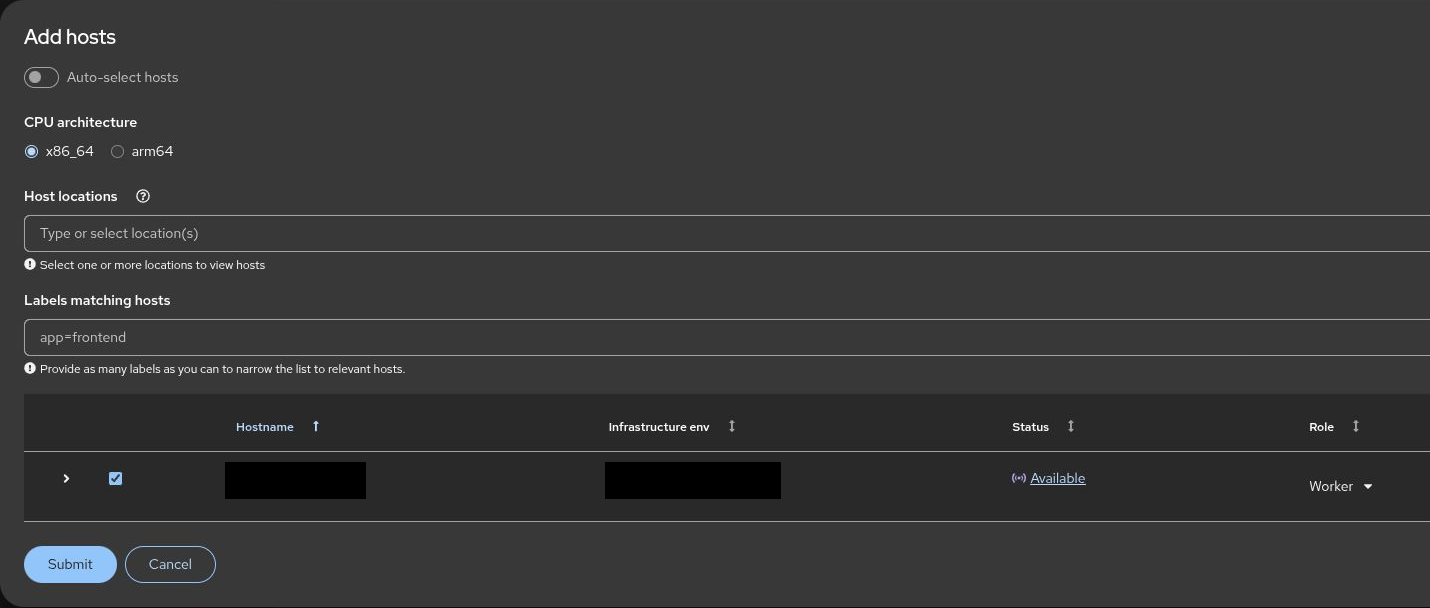 Add hosts
Auto-select hosts
CPU architecture
x86_64 arm64
Host locations
Type or select location(s)
Select one or more locations to view hosts
Labels matching hosts
app=frontend
Provide as many labels as you can to narrow the list to relevant hosts.
Hostname Infrastructure env Status Role
Available Worker
Submit Cancel